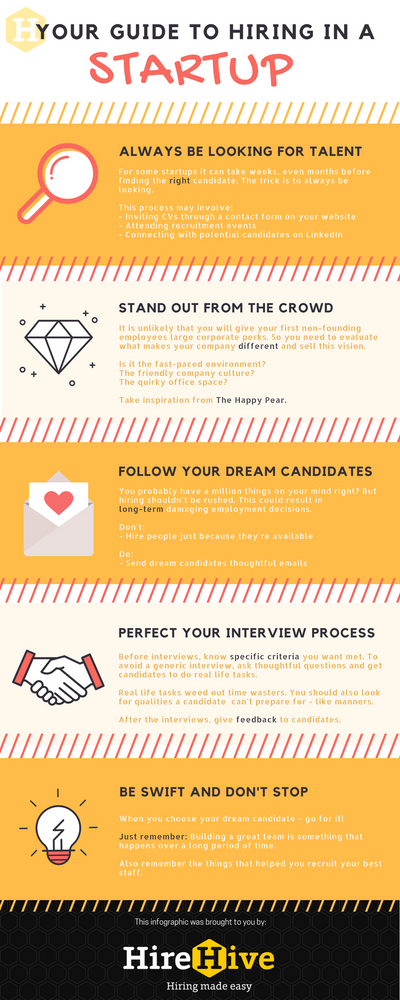 H
YOUR GUIDE TO HIRING IN A
STARTUP
ALWAYS BE LOOKING FOR TALENT
For some startups it can take weeks, even months before
finding the right candidate. The trick is to always be
looking.
This process may involve:
- Inviting CVs through a contact form on your website
- Attending recruitment events
- Connecting with potential candidates on LinkedIn
STAND OUT FROM THE CROWD
It is unlikely that you will give your first non-founding
employees large corporate perks. So you need to evaluate
what makes your company different and sell this vision.
Is it the fast-paced environment?
The friendly company culture?
The quirky office space?
Take inspiration from The Happy Pear.
FOLLOW YOUR DREAM CANDIDATES
You probably have a million things on your mind right? But
hiring shouldn't be rushed. This could result in
long-term damaging employment decisions.
Don't:
- Hire people just because they're available
Do:
- Send dream candidates thoughtful emails
PERFECT YOUR INTERVIEW PROCESS
Before interviews, know specific criteria you want met. To
avoid a generic interview, ask thoughtful questions and get
candidates to do real life tasks.
Real life tasks weed out time wasters. You should also look
for qualities a candidate can't prepare for - like manners.
After the interviews, give feedback to candidates.
BE SWIFT AND DON'T STOP
When you choose your dream candidate - go for it!
Just remember: Building a great team is something that
happens over a long period of time.
Also remember the things that helped you recruit your best
staff.
This infographic was brought to you by:
HireHive
Hiring made easy